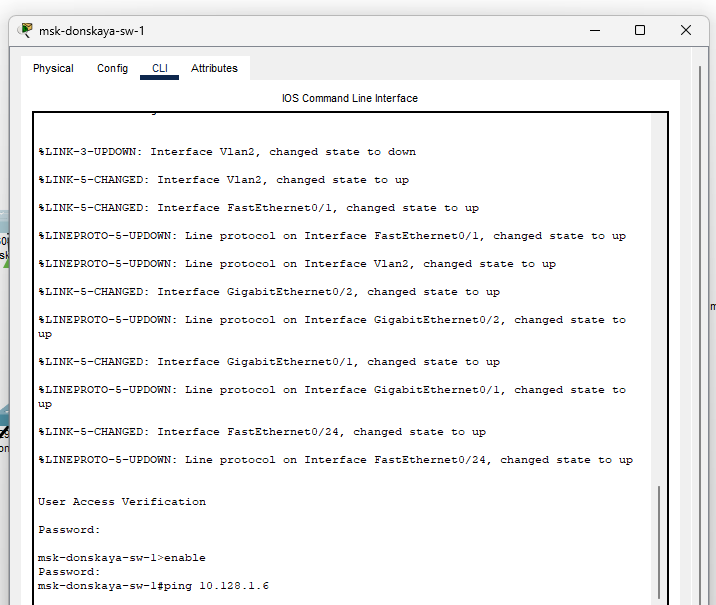 msk-donskaya-sw-1
Physical Config CLI Attributes
IOS Command Line Interface
%LINK-3-UPDOWN: Interface Vlan2, changed state to down
%LINK-5-CHANGED: Interface Vlan2, changed state to up
%LINK-5-CHANGED: Interface FastEthernet0/1, changed state to up
%LINEPROTO-5-UPDOWN: Line protocol on Interface FastEthernet0/1, changed state to up
%LINEPROTO-5-UPDOWN: Line protocol on Interface Vlan2, changed state to up
%LINK-5-CHANGED: Interface GigabitEthernet0/2, changed state to up
%LINEPROTO-5-UPDOWN: Line protocol on Interface GigabitEthernet0/2, changed state to
up
%LINK-5-CHANGED: Interface GigabitEthernet0/1, changed state to up
%LINEPROTO-5-UPDOWN: Line protocol on Interface GigabitEthernet0/1, changed state to
up
%LINK-5-CHANGED: Interface FastEthernet0/24, changed state to up
%LINEPROTO-5-UPDOWN: Line protocol on Interface FastEthernet0/24, changed state to up
User Access Verification
Password:
msk-donskaya-sw-1>enable
Password:
msk-donskaya-sw-1#ping 10.128.1.6